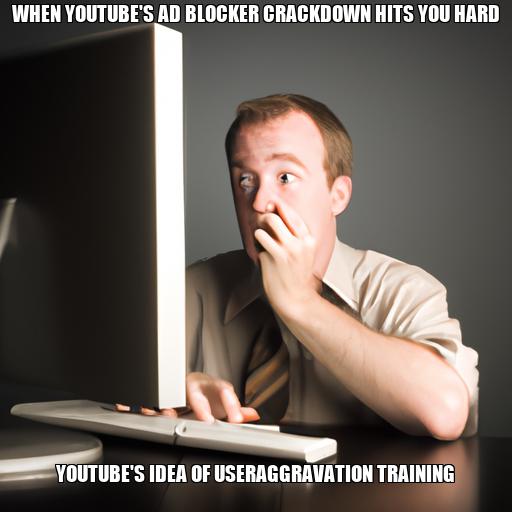 WHEN YOUTUBE'S AD BLOCKER CRACKDOWN HITS YOU HARD
YOUTUBE'S IDEA OF USERAGGRAVATION TRAINING